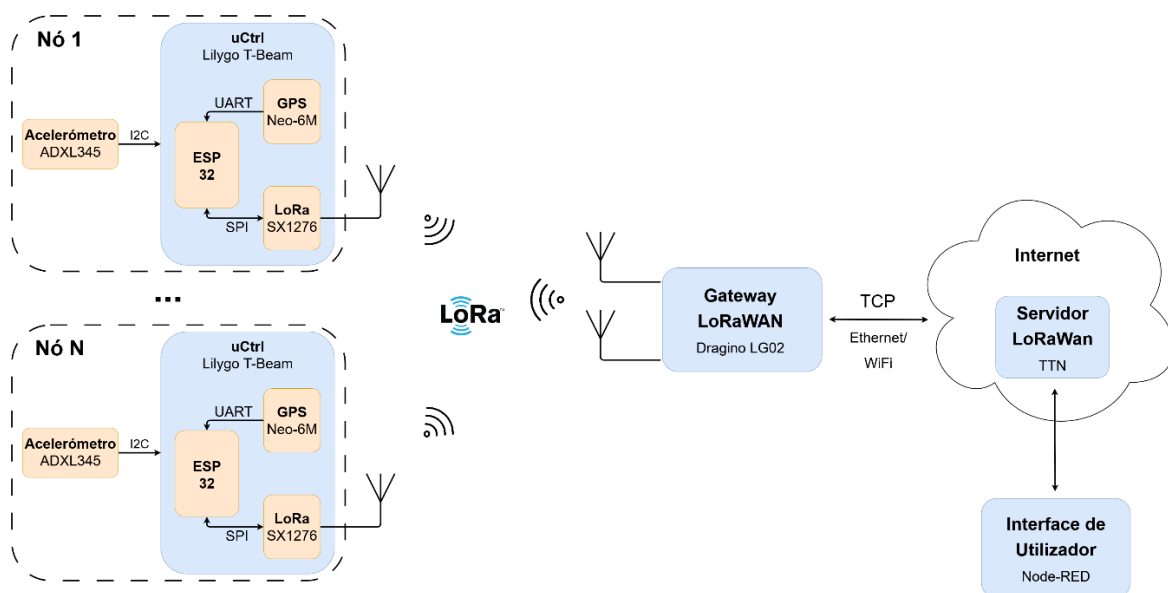 Nó 1
uCtrl
Lilygo T-Beam
UART
GPS
Neo-6M
Acelerómetro
ADXL345
I2C
ESP
32
SPI
LoRa
SX1276
...
Nó N
uCtrl
Lilygo T-Beam
UART
GPS
Neo-6M
Acelerómetro
ADXL345
I2C
ESP
32
SPI
LoRa
SX1276
LoRa
Gateway
LoRaWAN
Dragino LG02
TCP
Ethernet/
WiFi
Internet
Servidor
LoRaWan
TTN
Interface de
Utilizador
Node-RED